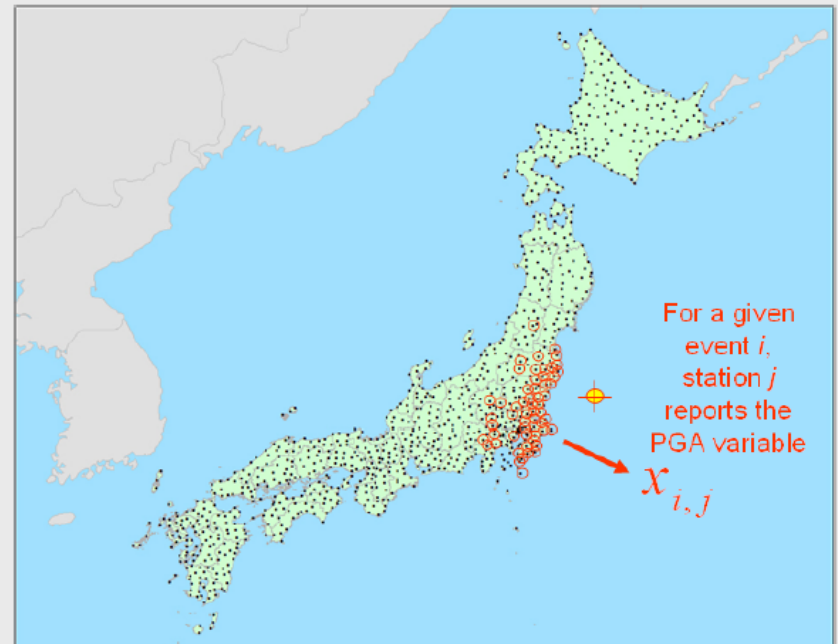 For a given
event i,
station j
reports the
PGA variable
x i,j